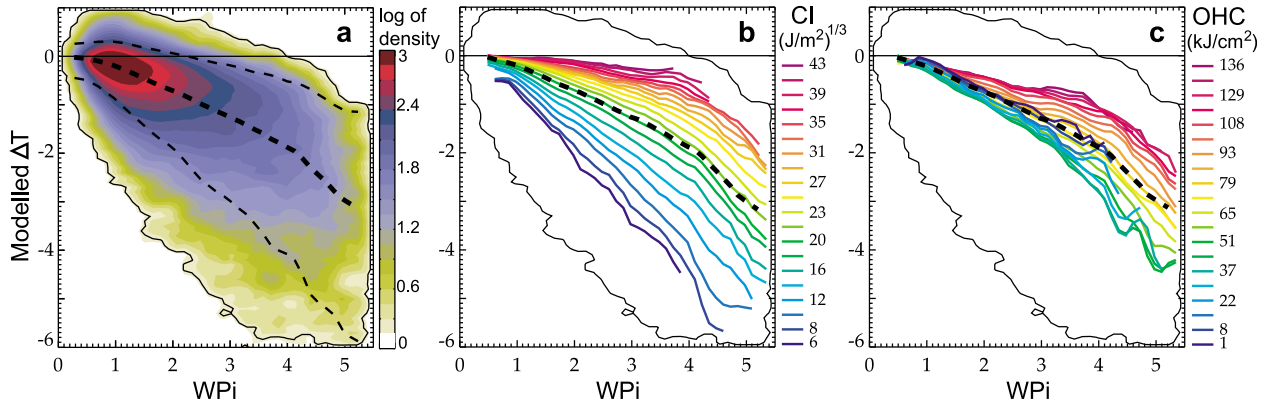 a
log of
density
3
2.4
1.8
1.2
0.6
0
0
-2
-4
-6
Modelled ΔT
0 1 2 3 4 5
WPi
b
CI
(J/m²)^1/3
43
39
35
31
27
23
20
16
12
8
6
0
-2
-4
-6
0 1 2 3 4 5
WPi
c
OHC
(kJ/cm²)
136
129
108
93
79
65
51
37
22
8
1
0
-2
-4
-6
0 1 2 3 4 5
WPi